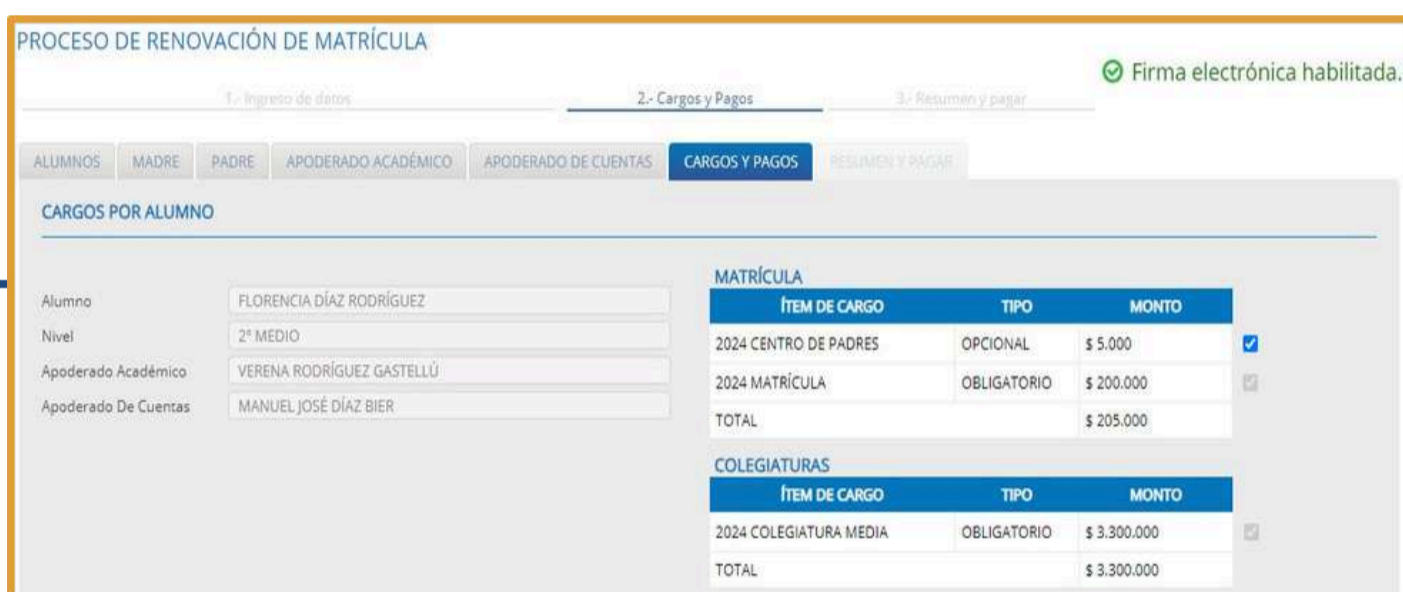 PROCESO DE RENOVACIÓN DE MATRÍCULA
Firma electrónica habilitada.
1.- Ingreso de datos 2.- Cargos y Pagos 3.- Resumen y pagar
ALUMNOS MADRE PADRE APODERADO ACADÉMICO APODERADO DE CUENTAS CARGOS Y PAGOS RESUMEN Y PAGAR
CARGOS POR ALUMNO
Alumno FLORENCIA DÍAZ RODRÍGUEZ
Nivel 2° MEDIO
Apoderado Académico VERENA RODRÍGUEZ GASTELLÚ
Apoderado De Cuentas MANUEL JOSÉ DÍAZ BIER
MATRÍCULA
ÍTEM DE CARGO TIPO MONTO
2024 CENTRO DE PADRES OPCIONAL $ 5.000
2024 MATRÍCULA OBLIGATORIO $ 200.000
TOTAL $ 205.000
COLEGIATURAS
ÍTEM DE CARGO TIPO MONTO
2024 COLEGIATURA MEDIA OBLIGATORIO $ 3.300.000
TOTAL $ 3.300.000